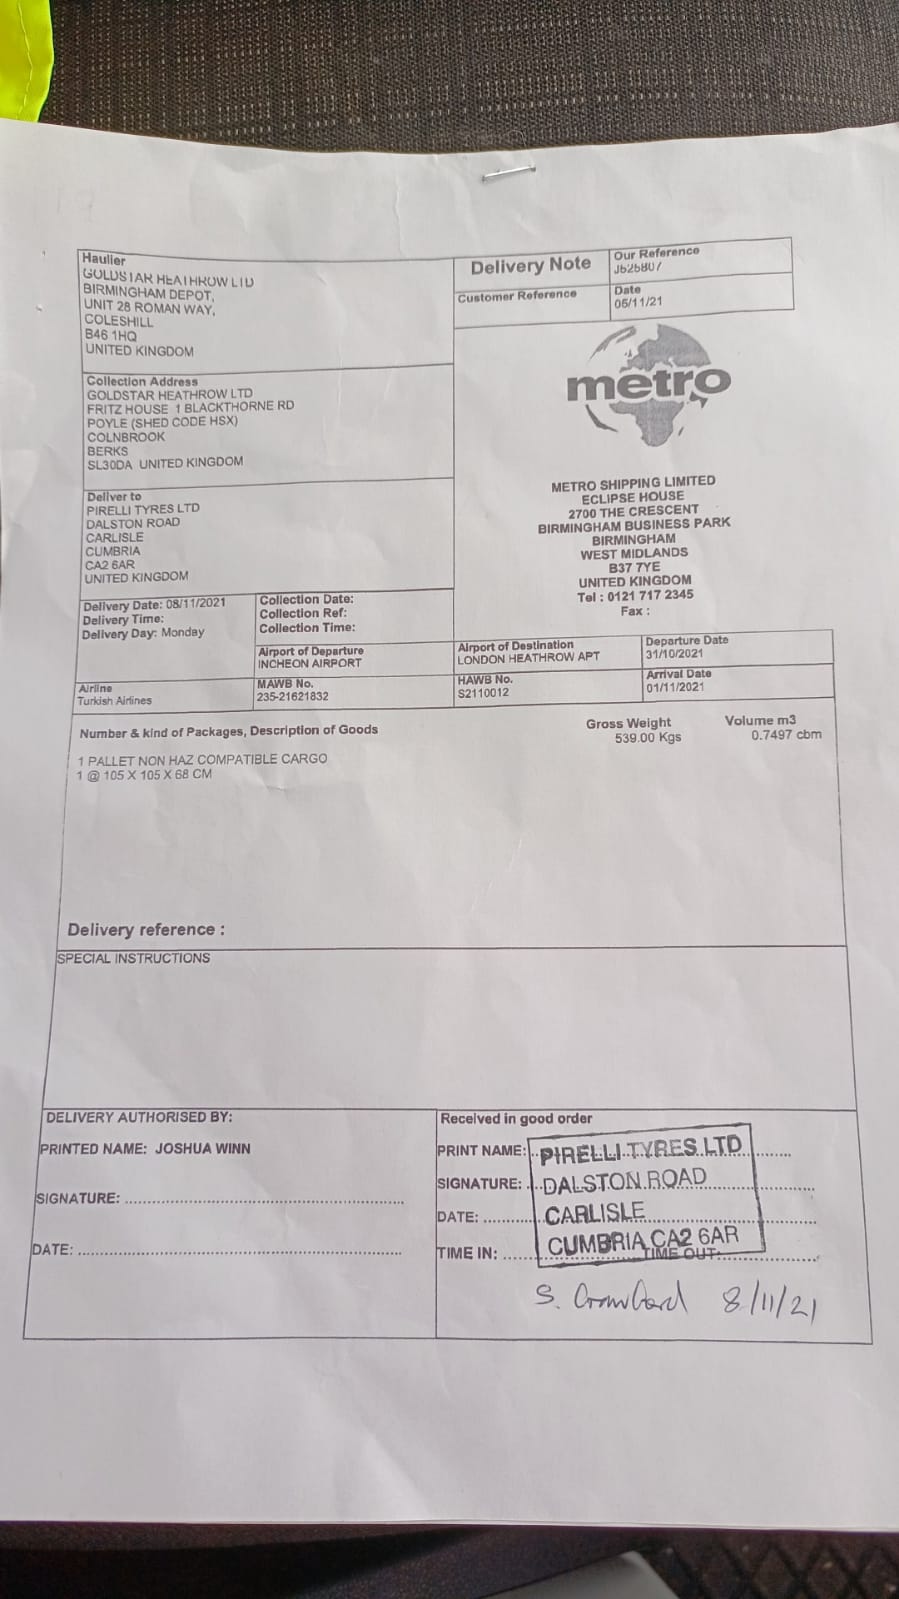 Haulier
GOLDSTAR HEATHROW LTD
BIRMINGHAM DEPOT,
UNIT 28 ROMAN WAY,
COLESHILL
B46 1HQ
UNITED KINGDOM
Delivery Note
Our Reference
Customer Reference
Date
05/11/21
metro
Collection Address
GOLDSTAR HEATHROW LTD
FRITZ HOUSE 1 BLACKTHORNE RD
POYLE (SHED CODE HSX)
COLNBROOK
BERKS
SL30DA UNITED KINGDOM
METRO SHIPPING LIMITED
ECLIPSE HOUSE
2700 THE CRESCENT
BIRMINGHAM BUSINESS PARK
BIRMINGHAM
WEST MIDLANDS
B37 7YE
UNITED KINGDOM
Tel : 0121 717 2345
Fax :
Deliver to
PIRELLI TYRES LTD
DALSTON ROAD
CARLISLE
CUMBRIA
CA2 6AR
UNITED KINGDOM
Delivery Date: 08/11/2021
Delivery Time:
Delivery Day: Monday
Collection Date:
Collection Ref:
Collection Time:
Airport of Departure
INCHEON AIRPORT
Airport of Destination
LONDON HEATHROW APT
Departure Date
31/10/2021
Airline
Turkish Airlines
MAWB No.
235-21621832
HAWB No.
S2110012
Arrival Date
01/11/2021
Number & kind of Packages, Description of Goods
Gross Weight
539.00 Kgs
Volume m3
0.7497 cbm
1 PALLET NON HAZ COMPATIBLE CARGO
1 @ 105 X 105 X 68 CM
Delivery reference :
SPECIAL INSTRUCTIONS
DELIVERY AUTHORISED BY:
PRINTED NAME: JOSHUA WINN
SIGNATURE:
DATE:
Received in good order
PRINT NAME:
SIGNATURE:
DATE:
TIME IN: TIME OUT:
PIRELLI TYRES LTD
DALSTON ROAD
CARLISLE
CUMBRIA CA2 6AR
S. Crawford 8/11/21